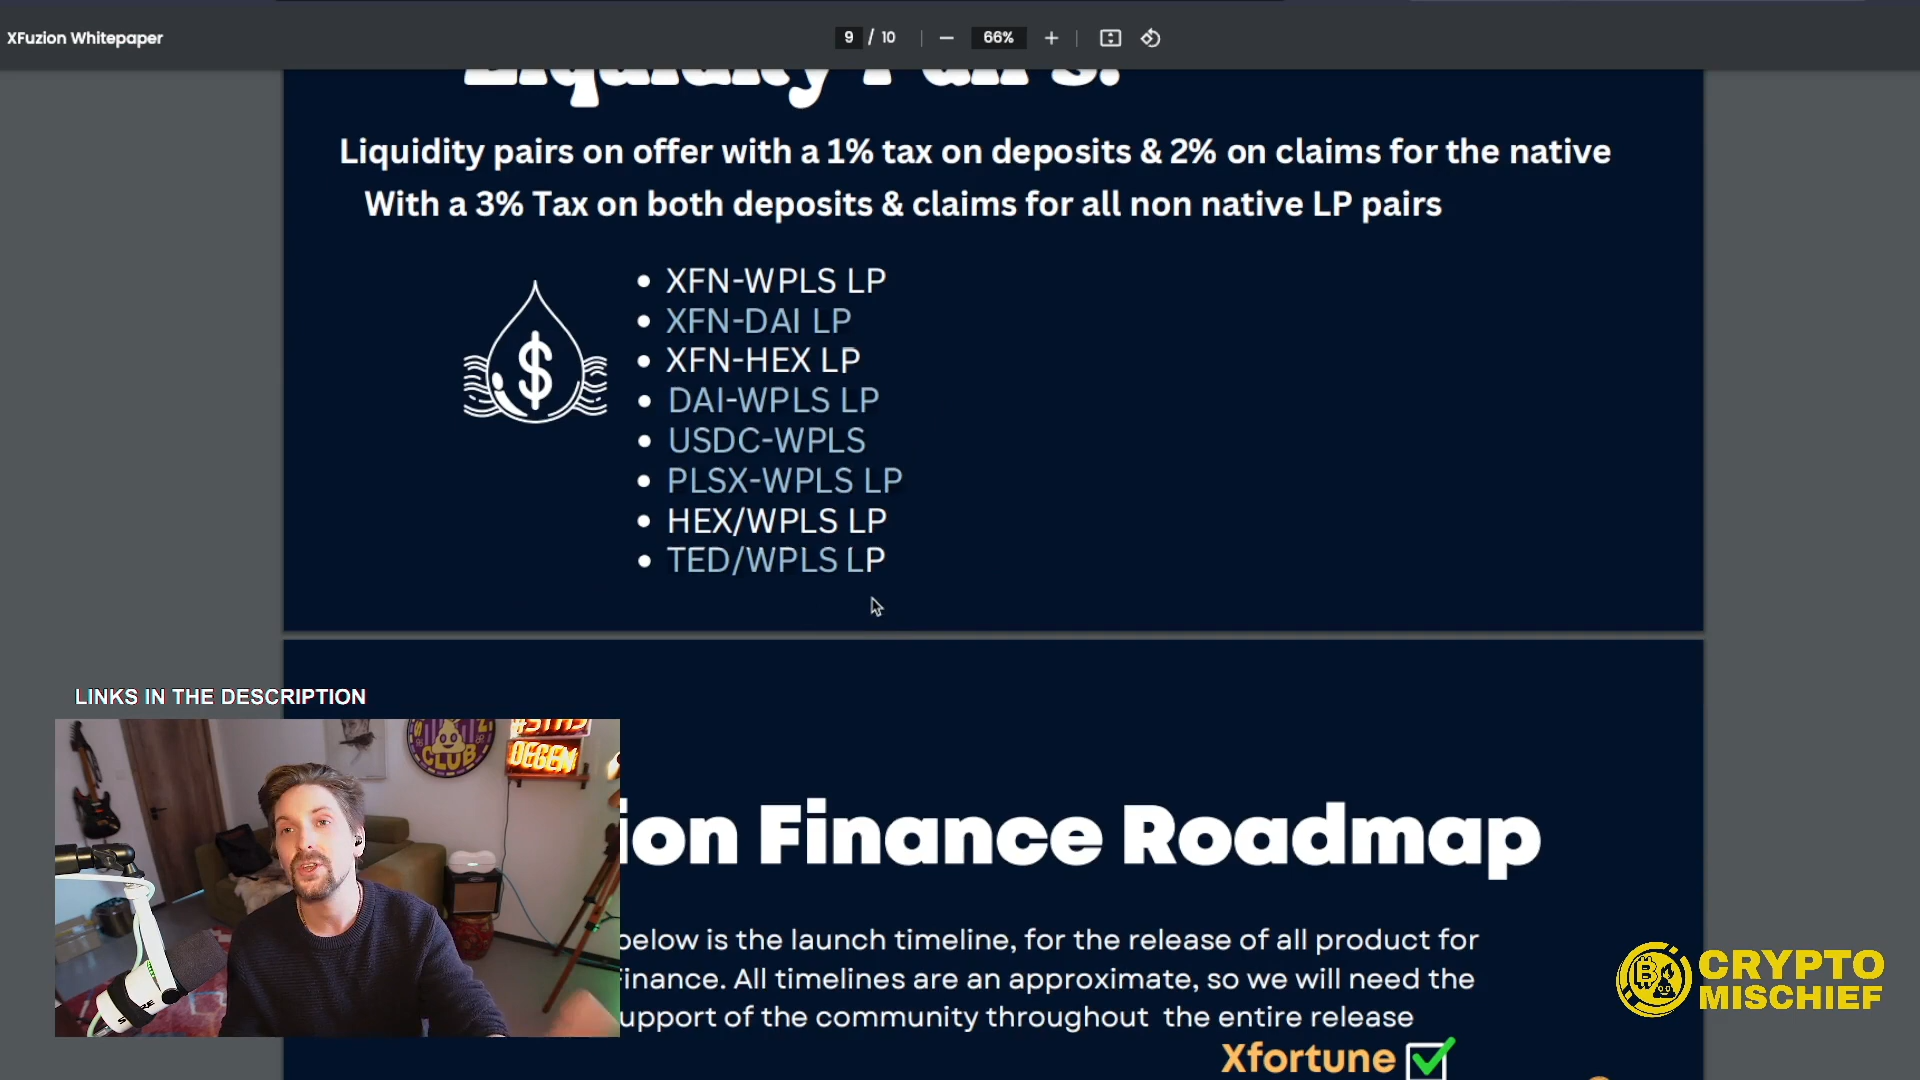 XFuzion Whitepaper
9 / 10
66%
Liquidity Pairs:
Liquidity pairs on offer with a 1% tax on deposits & 2% on claims for the native
With a 3% Tax on both deposits & claims for all non native LP pairs
$
XFN-WPLS LP
XFN-DAI LP
XFN-HEX LP
DAI-WPLS LP
USDC-WPLS
PLSX-WPLS LP
HEX/WPLS LP
TED/WPLS LP
LINKS IN THE DESCRIPTION
CLUB
DEGEN
ion Finance Roadmap
below is the launch timeline, for the release of all product for
Finance. All timelines are an approximate, so we will need the
upport of the community throughout the entire release
Xfortune
CRYPTO
MISCHIEF